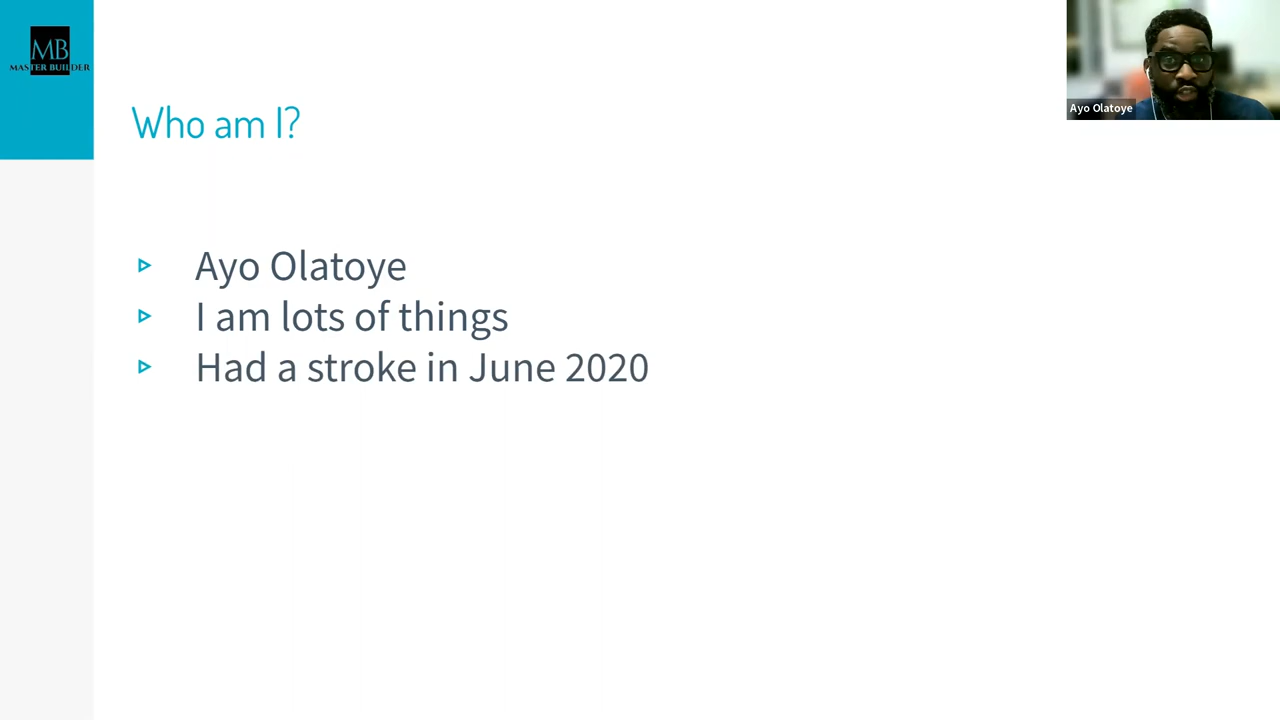 MB
MASTER BUILDER
Ayo Olatoye
Who am I?
Ayo Olatoye
I am lots of things
Had a stroke in June 2020